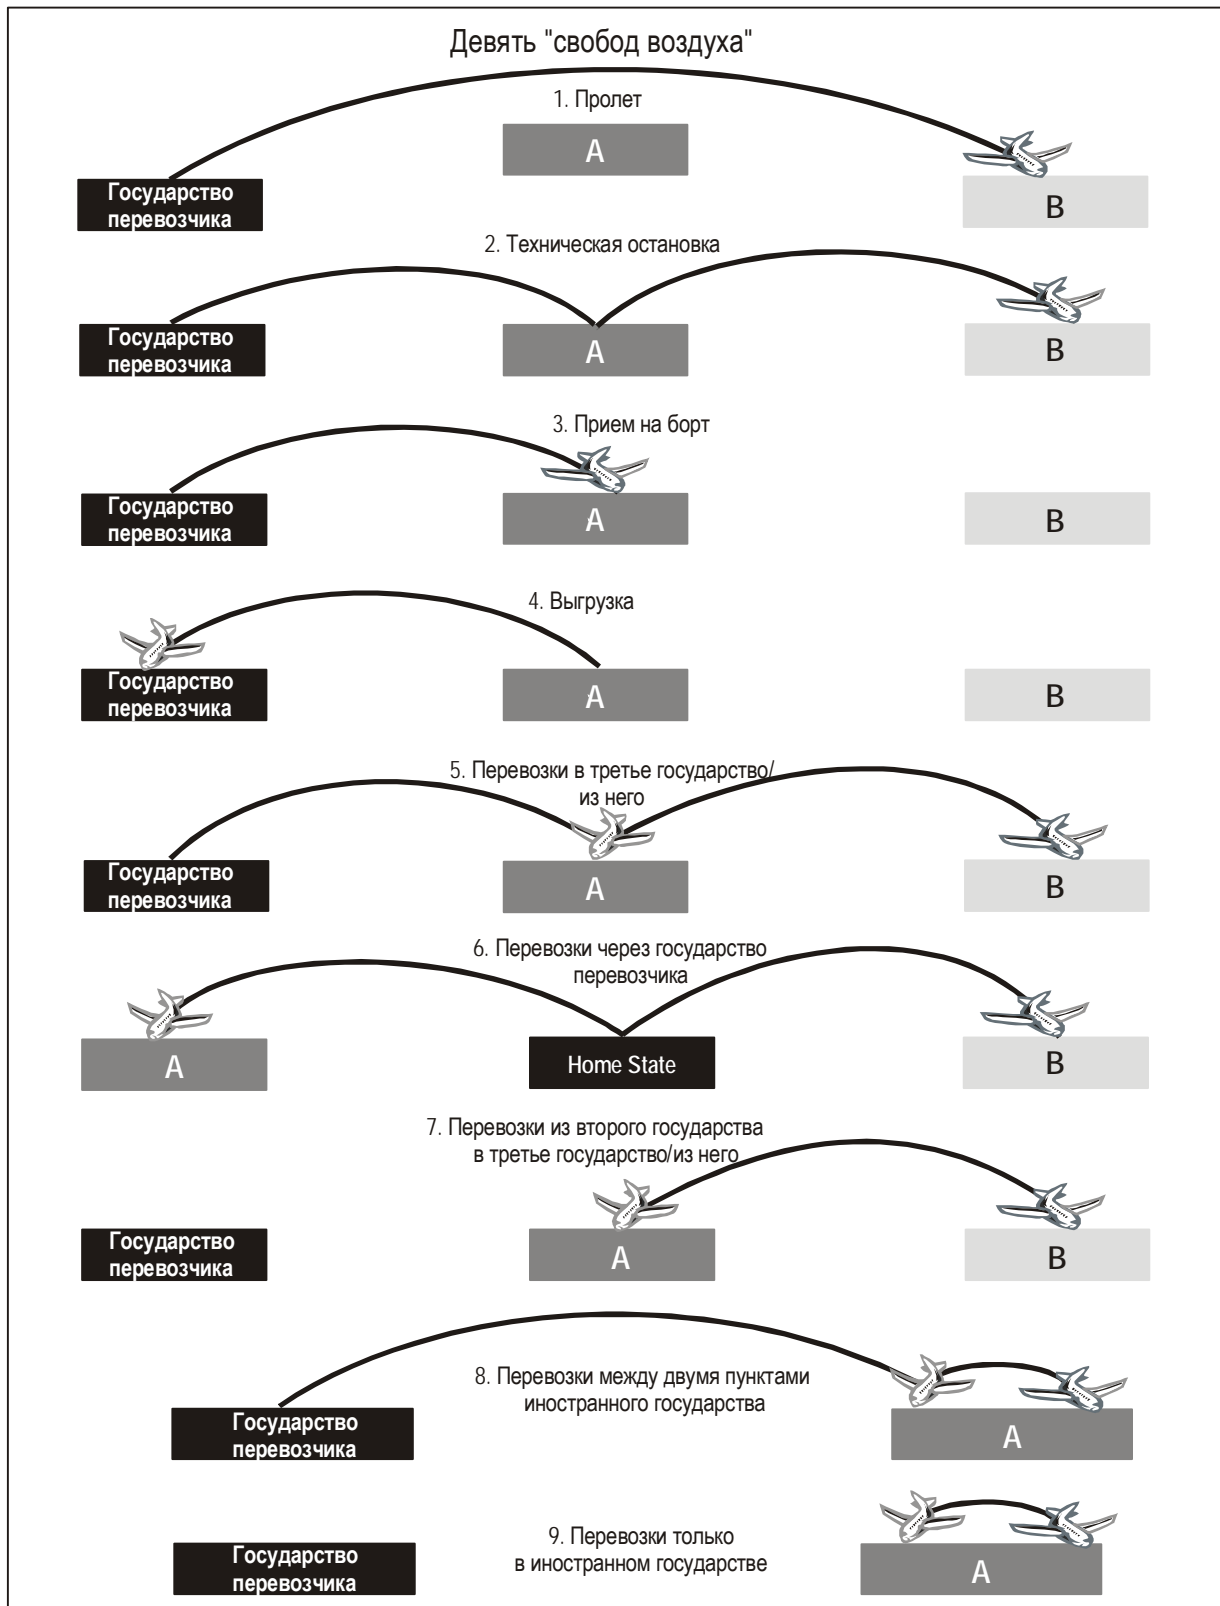 Девять "свобод воздуха"
1. Пролет
A
Государство
перевозчика
B
2. Техническая остановка
Государство
перевозчика
A
B
3. Прием на борт
Государство
перевозчика
A
B
4. Выгрузка
Государство
перевозчика
A
B
5. Перевозки в третье государство/
из него
Государство
перевозчика
A
B
6. Перевозки через государство
перевозчика
A
Home State
B
7. Перевозки из второго государства
в третье государство/из него
Государство
перевозчика
A
B
8. Перевозки между двумя пунктами
иностранного государства
Государство
перевозчика
A
9. Перевозки только
в иностранном государстве
Государство
перевозчика
A